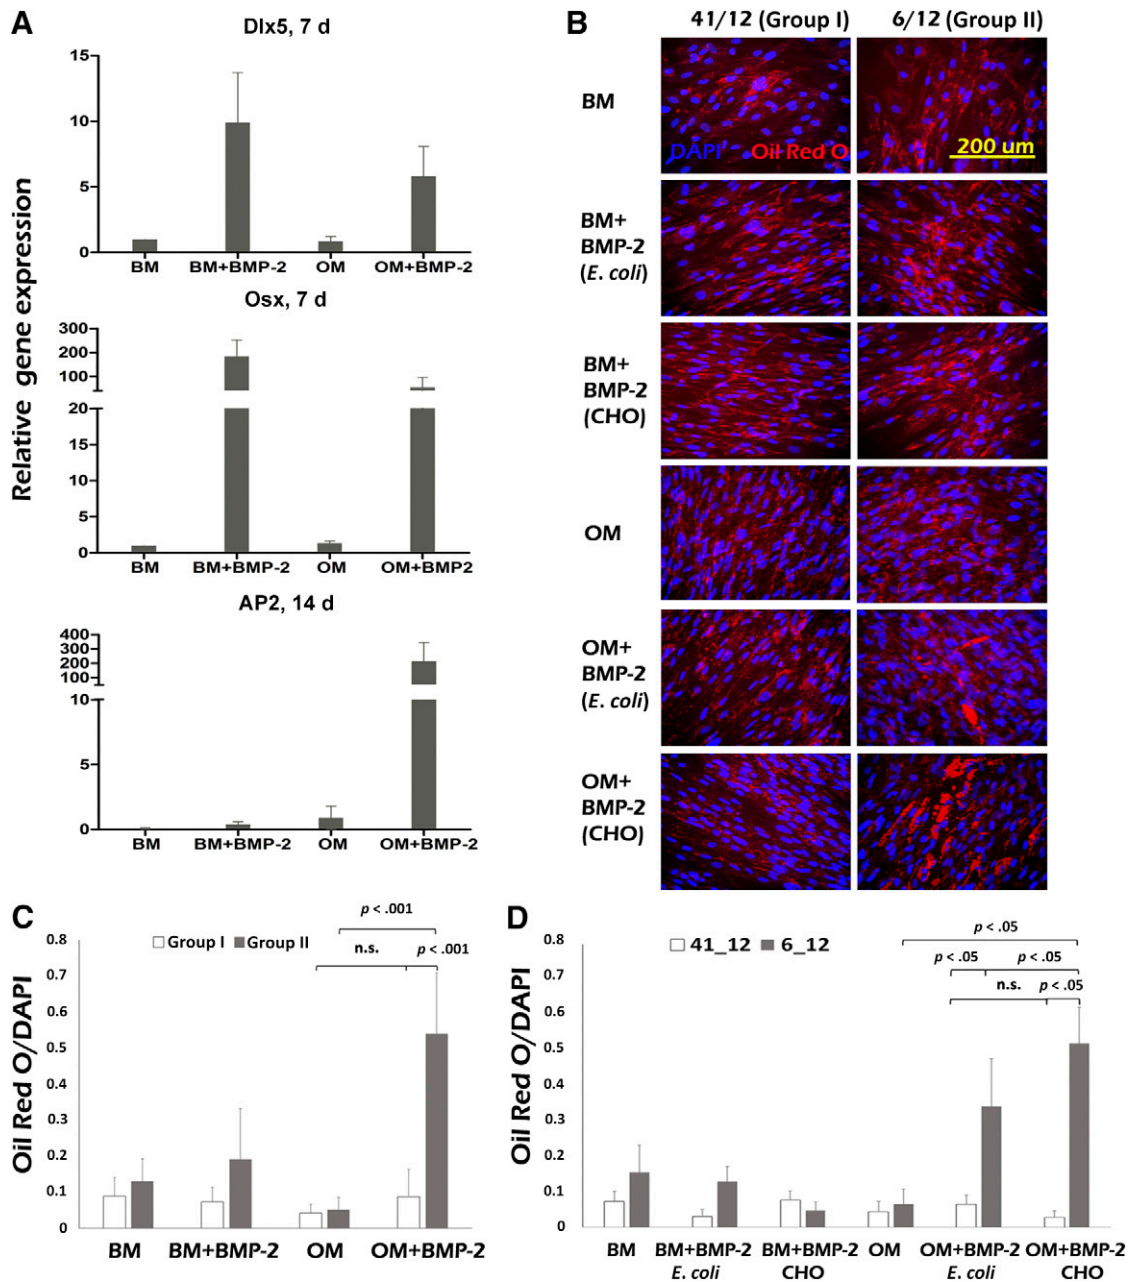 A
Dlx5, 7 d
Relative gene expression
15
10
5
0
BM BM+BMP-2 OM OM+BMP-2
Osx, 7 d
300
200
100
20
15
10
5
0
BM BM+BMP-2 OM OM+BMP2
AP2, 14 d
400
300
200
100
10
5
0
BM BM+BMP-2 OM OM+BMP-2
B
41/12 (Group I) 6/12 (Group II)
BM
DAPI Oil Red O
200 um
BM+
BMP-2
(E. coli)
BM+
BMP-2
(CHO)
OM
OM+
BMP-2
(E. coli)
OM+
BMP-2
(CHO)
C
Oil Red O/DAPI
p < .001
Group I Group II
n.s. p < .001
0.8
0.7
0.6
0.5
0.4
0.3
0.2
0.1
0
BM BM+BMP-2 OM OM+BMP-2
D
Oil Red O/DAPI
41_12 6_12
p < .05
p < .05 p < .05
n.s. p < .05
0.8
0.7
0.6
0.5
0.4
0.3
0.2
0.1
0
BM BM+BMP-2 BM+BMP-2 OM OM+BMP-2 OM+BMP-2
E. coli CHO E. coli CHO